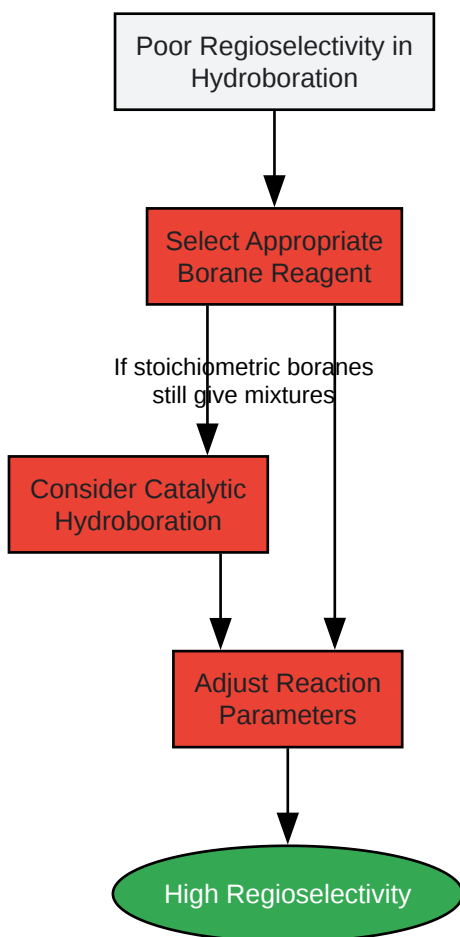 Poor Regioselectivity in
Hydroboration
Select Appropriate
Borane Reagent
If stoichiometric boranes
still give mixtures
Consider Catalytic
Hydroboration
Adjust Reaction
Parameters
High Regioselectivity